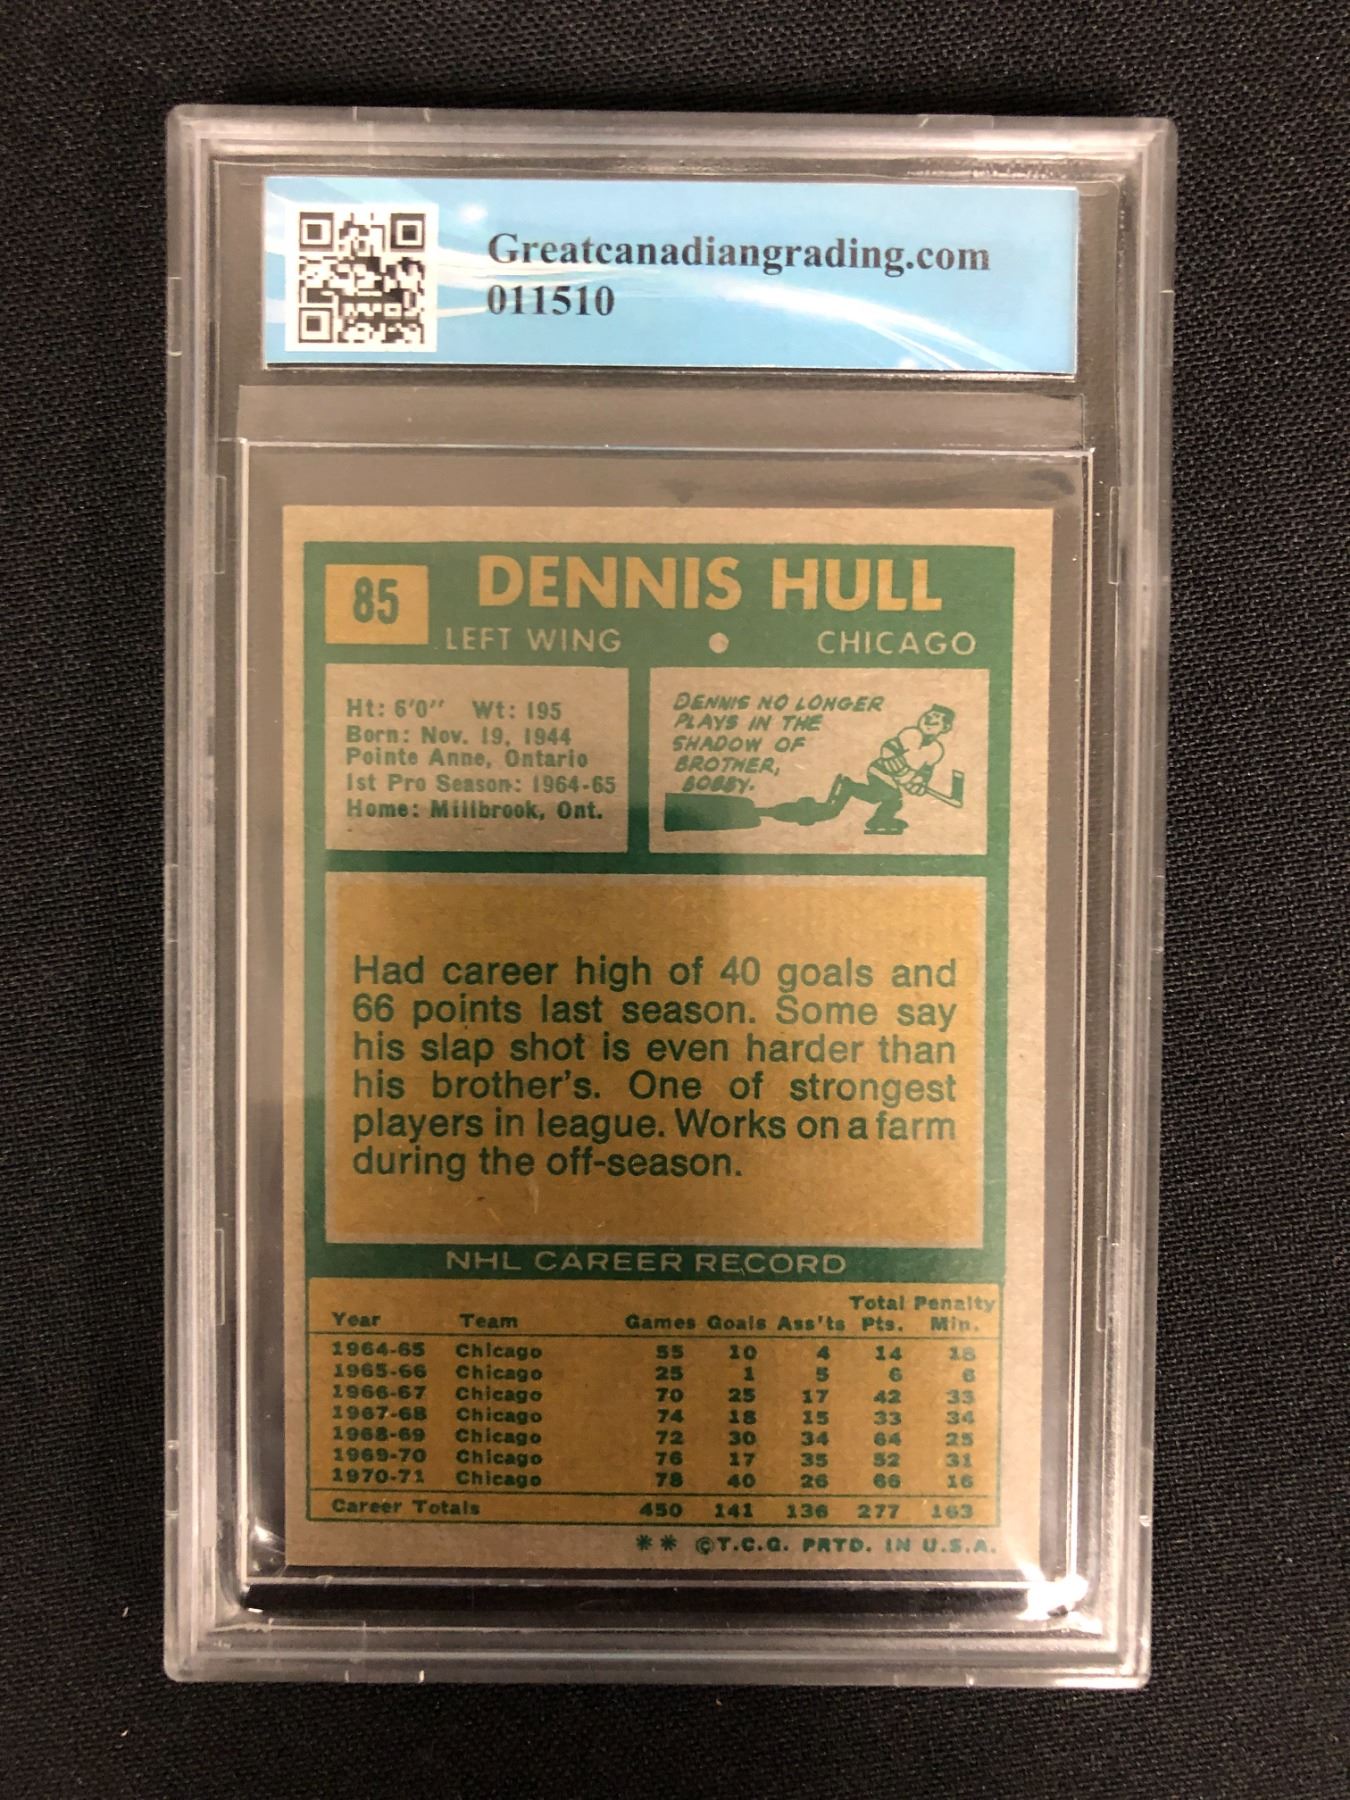 Greatcanadiangrading.com
011510
85
DENNIS HULL
LEFT WING • CHICAGO
Ht: 6'0" Wt: 195
Born: Nov. 19, 1944
Pointe Anne, Ontario
1st Pro Season: 1964-65
Home: Millbrook, Ont.
DENNIS NO LONGER
PLAYS IN THE
SHADOW OF
BROTHER,
BOBBY.
Had career high of 40 goals and
66 points last season. Some say
his slap shot is even harder than
his brother's. One of strongest
players in league. Works on a farm
during the off-season.
NHL CAREER RECORD
Total Penalty
Year Team Games Goals Ass'ts Pts. Min.
1964-65 Chicago 55 10 4 14 18
1965-66 Chicago 25 1 5 6 6
1966-67 Chicago 70 25 17 42 33
1967-68 Chicago 74 18 15 33 34
1968-69 Chicago 72 30 34 64 25
1969-70 Chicago 76 17 35 52 31
1970-71 Chicago 78 40 26 66 16
Career Totals 450 141 136 277 163
** ©T.C.G. PRTD. IN U.S.A.